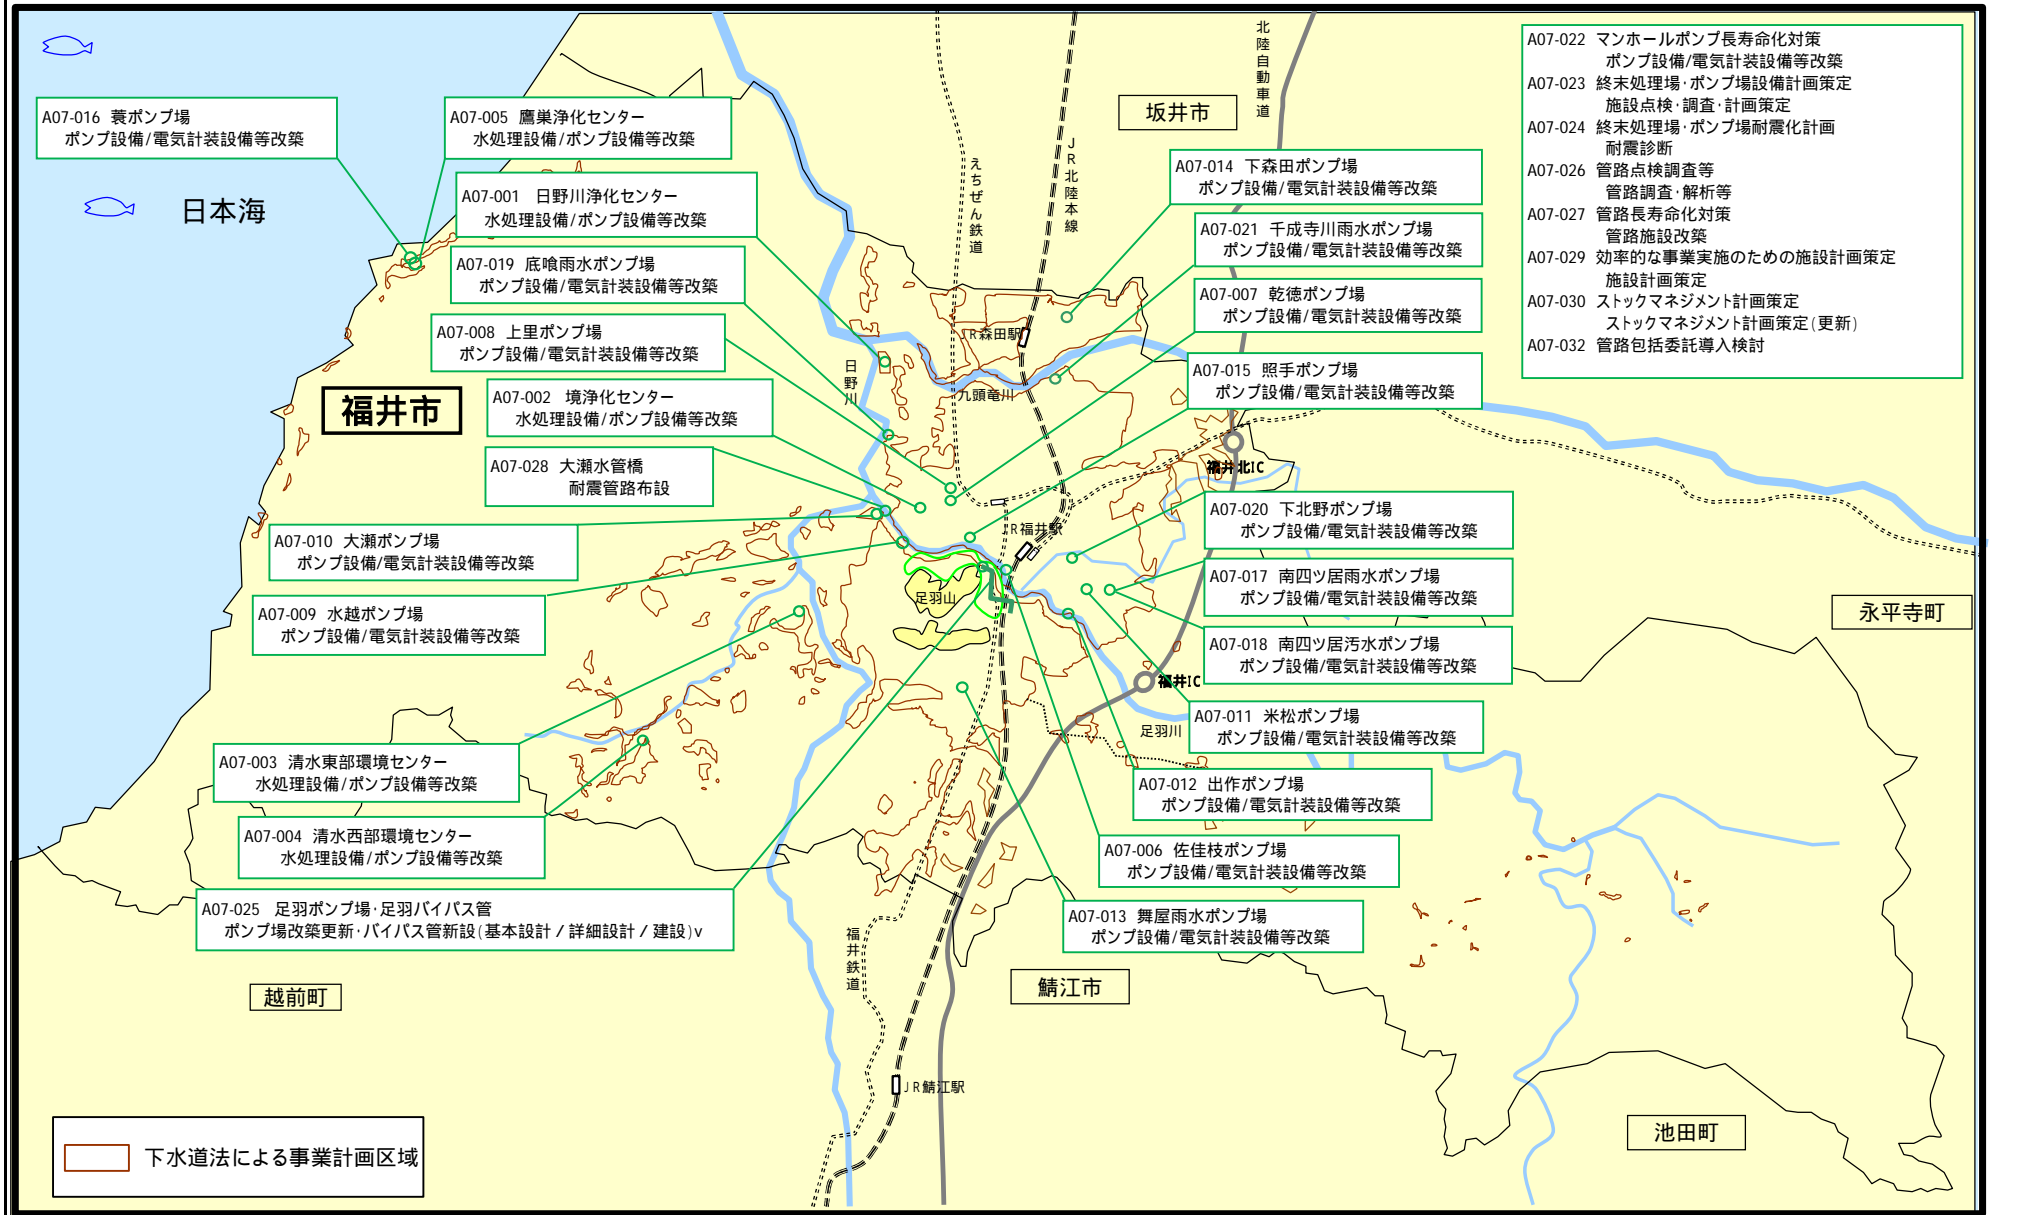 A07-016 蓑ポンプ場
ポンプ設備/電気計装設備等改築
A07-005 鷹巣浄化センター
水処理設備/ポンプ設備等改築
A07-001 日野川浄化センター
水処理設備/ポンプ設備等改築
A07-019 底喰雨水ポンプ場
ポンプ設備/電気計装設備等改築
A07-008 上里ポンプ場
ポンプ設備/電気計装設備等改築
A07-002 境浄化センター
水処理設備/ポンプ設備等改築
A07-028 大瀬水管橋
耐震管路布設
A07-010 大瀬ポンプ場
ポンプ設備/電気計装設備等改築
A07-009 水越ポンプ場
ポンプ設備/電気計装設備等改築
A07-003 清水東部環境センター
水処理設備/ポンプ設備等改築
A07-004 清水西部環境センター
水処理設備/ポンプ設備等改築
A07-025 足羽ポンプ場･足羽バイパス管
ポンプ場改築更新･バイパス管新設(基本設計/詳細設計/建設)v
日本海
福井市
坂井市
北陸自動車道
JR北陸本線
えちぜん鉄道
JR森田駅
九頭竜川
日野川
JR福井駅
足羽山
福井北IC
福井IC
足羽川
福井鉄道
JR鯖江駅
越前町
鯖江市
池田町
永平寺町
A07-014 下森田ポンプ場
ポンプ設備/電気計装設備等改築
A07-021 千成寺川雨水ポンプ場
ポンプ設備/電気計装設備等改築
A07-007 乾徳ポンプ場
ポンプ設備/電気計装設備等改築
A07-015 照手ポンプ場
ポンプ設備/電気計装設備等改築
A07-020 下北野ポンプ場
ポンプ設備/電気計装設備等改築
A07-017 南四ツ居雨水ポンプ場
ポンプ設備/電気計装設備等改築
A07-018 南四ツ居汚水ポンプ場
ポンプ設備/電気計装設備等改築
A07-011 米松ポンプ場
ポンプ設備/電気計装設備等改築
A07-012 出作ポンプ場
ポンプ設備/電気計装設備等改築
A07-006 佐佳枝ポンプ場
ポンプ設備/電気計装設備等改築
A07-013 舞屋雨水ポンプ場
ポンプ設備/電気計装設備等改築
A07-022 マンホールポンプ長寿命化対策
ポンプ設備/電気計装設備等改築
A07-023 終末処理場･ポンプ場設備計画策定
施設点検･調査･計画策定
A07-024 終末処理場･ポンプ場耐震化計画
耐震診断
A07-026 管路点検調査等
管路調査･解析等
A07-027 管路長寿命化対策
管路施設改築
A07-029 効率的な事業実施のための施設計画策定
施設計画策定
A07-030 ストックマネジメント計画策定
ストックマネジメント計画策定(更新)
A07-032 管路包括委託導入検討
下水道法による事業計画区域